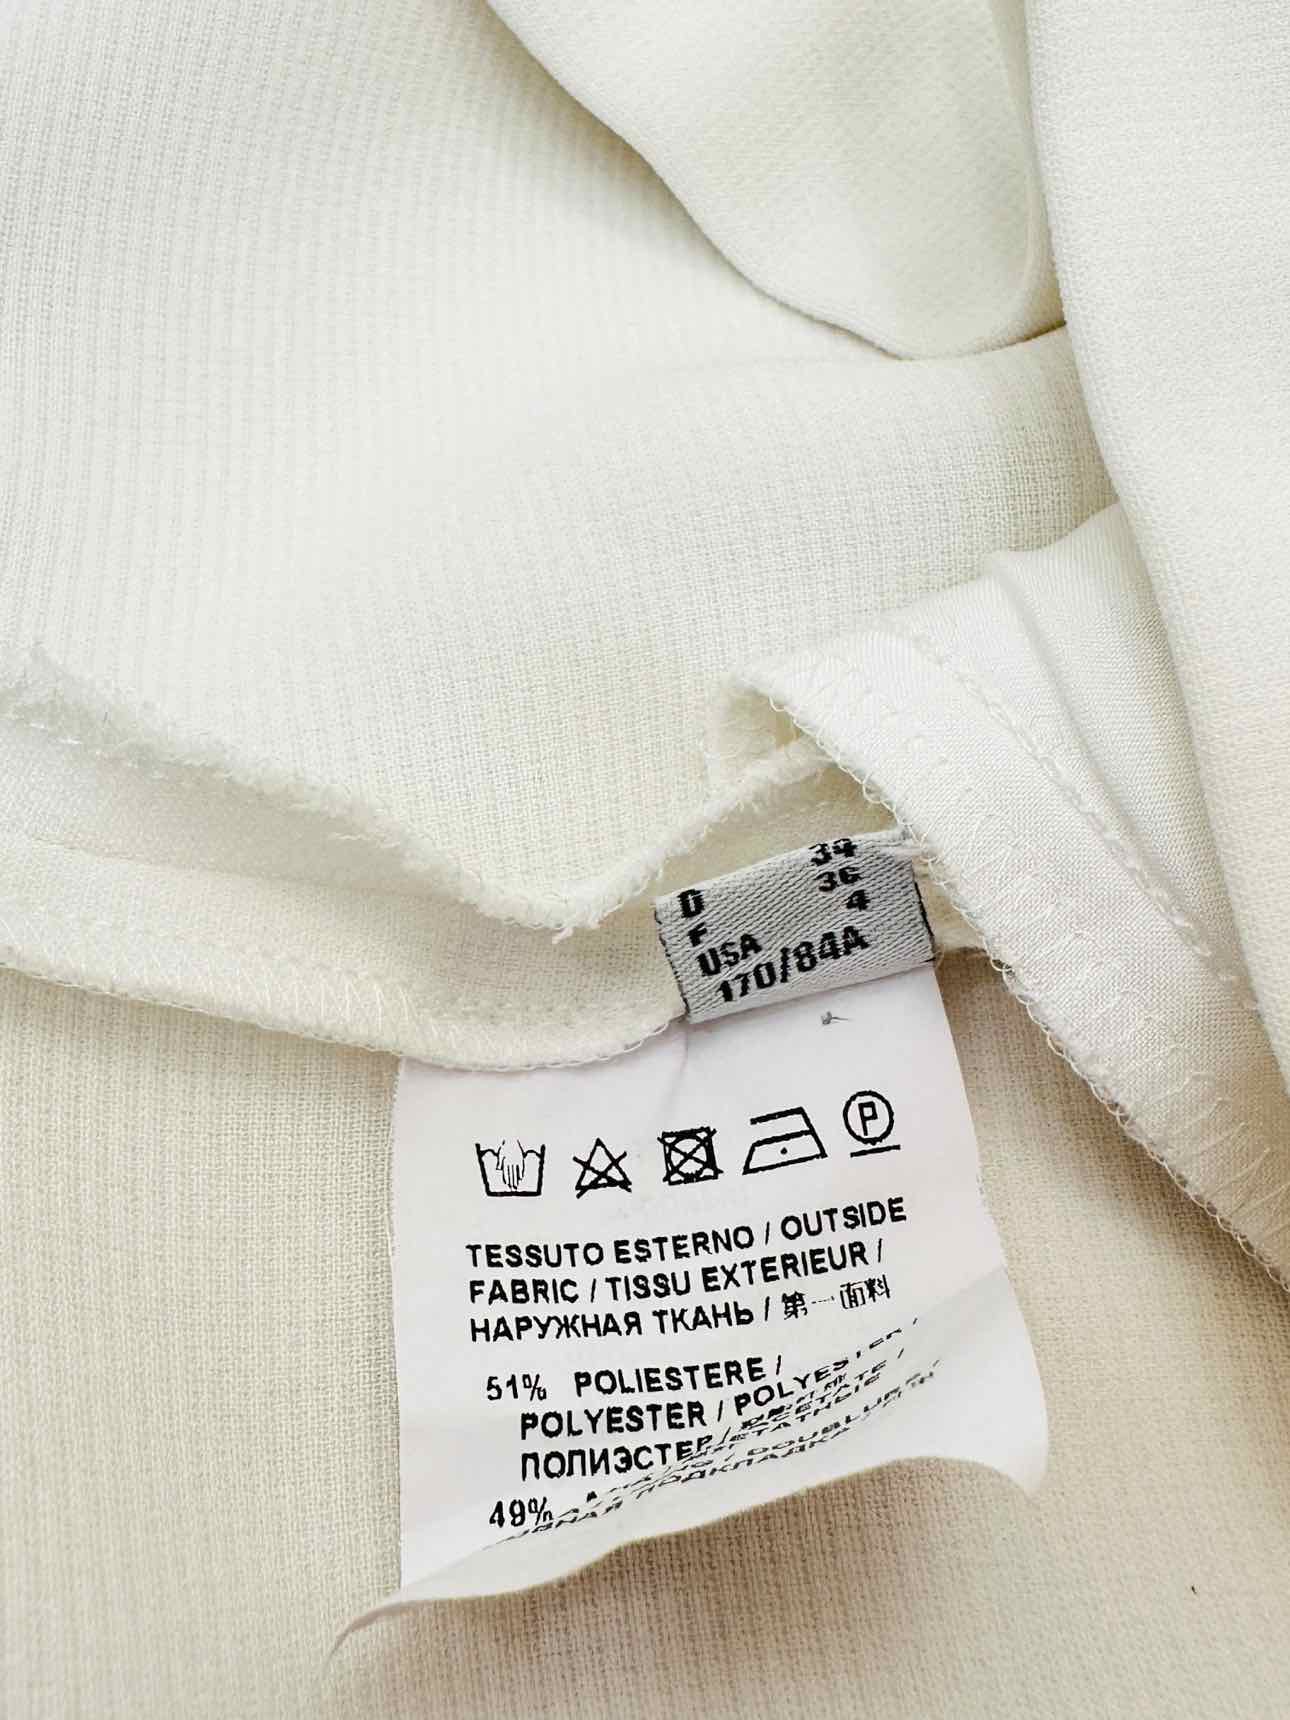 34
D 36
F 4
USA
170/84A
P
TESSUTO ESTERNO / OUTSIDE
FABRIC / TISSU EXTERIEUR /
НАРУЖНАЯ ТКАНЬ / 第一面料
51% POLIESTERE /
POLYESTER / POLYESTER /
ПОЛИЭСТЕР /
49%